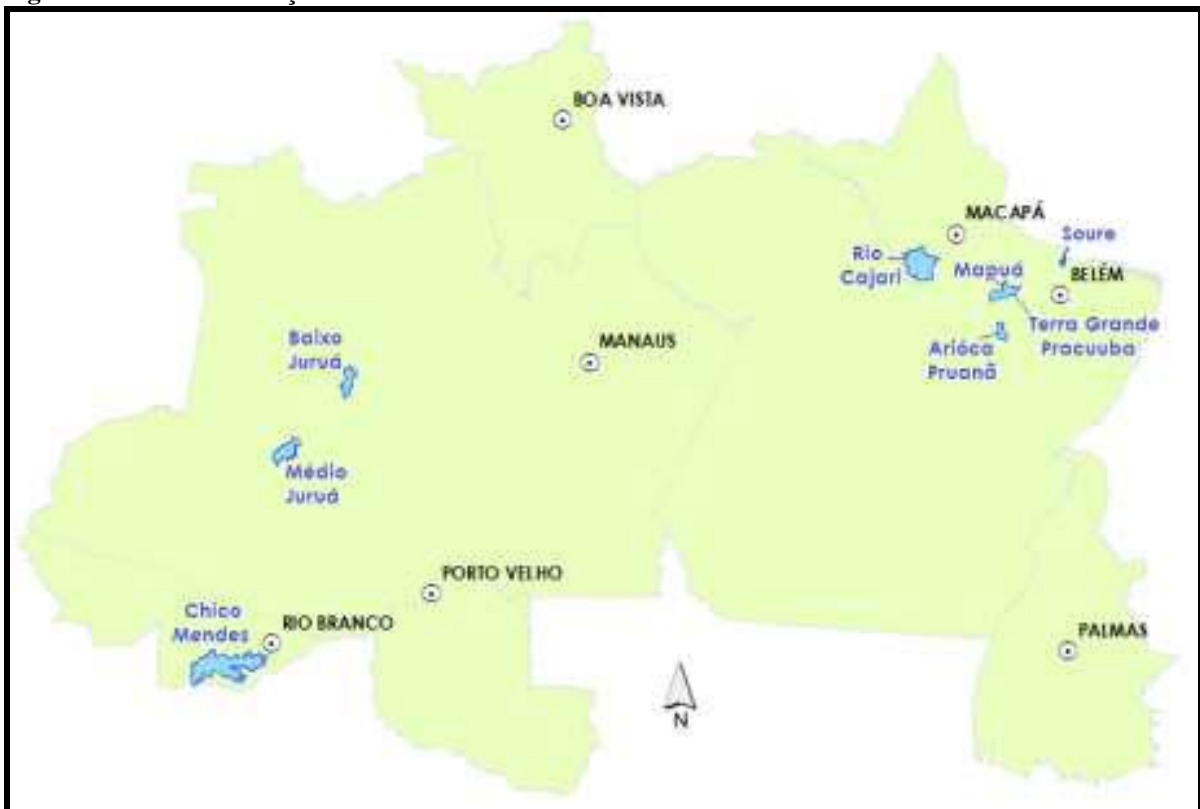 BOA VISTA
MACAPÁ
Soure
Rio
Cajari
Mapuá
BELÉM
Terra Grande
Pracuuba
Arióca
Pruanã
Baixo
Juruá
MANAUS
Médio
Juruá
PORTO VELHO
Chico
Mendes
RIO BRANCO
PALMAS
N